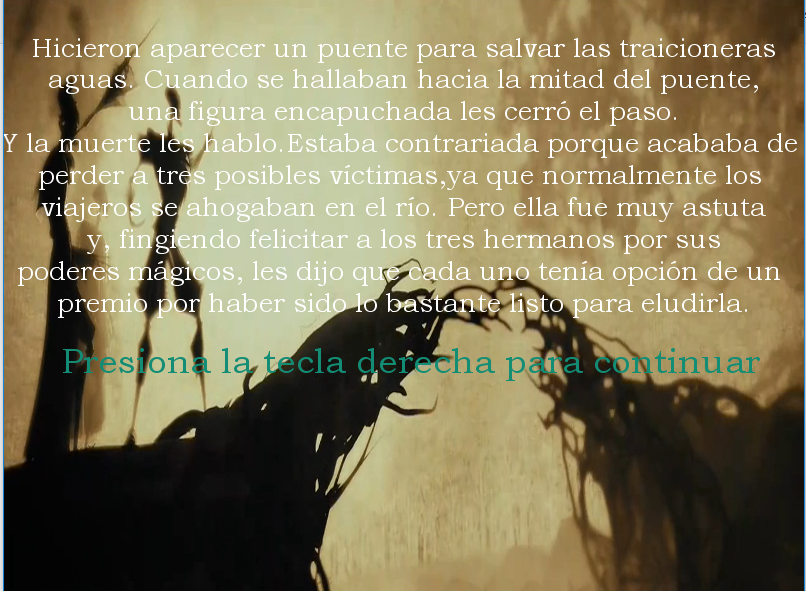 Hicieron aparecer un puente para salvar las traicioneras
aguas. Cuando se hallaban hacia la mitad del puente,
una figura encapuchada les cerró el paso.
Y la muerte les hablo.Estaba contrariada porque acababa de
perder a tres posibles víctimas,ya que normalmente los
viajeros se ahogaban en el río. Pero ella fue muy astuta
y, fingiendo felicitar a los tres hermanos por sus
poderes mágicos, les dijo que cada uno tenía opción de un
premio por haber sido lo bastante listo para eludirla.
Presiona la tecla derecha para continuar